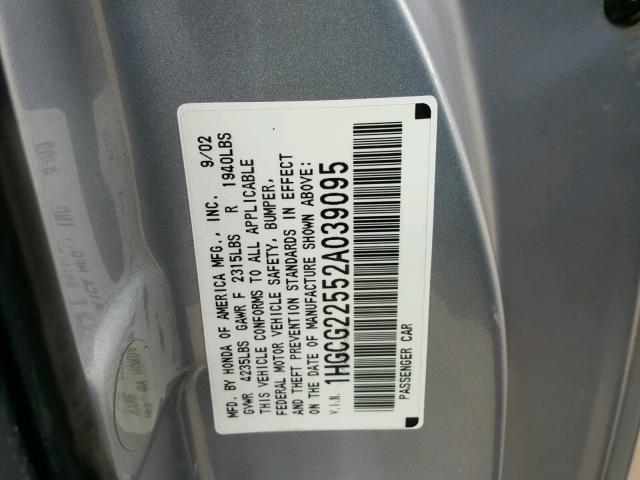 MFD. BY HONDA OF AMERICA MFG., INC. 9/02
GVWR 4235LBS GAWR F 2315LBS R 1940LBS
THIS VEHICLE CONFORMS TO ALL APPLICABLE
FEDERAL MOTOR VEHICLE SAFETY, BUMPER,
AND THEFT PREVENTION STANDARDS IN EFFECT
ON THE DATE OF MANUFACTURE SHOWN ABOVE:
V.I.N. 1HGCG22552A039095
PASSENGER CAR